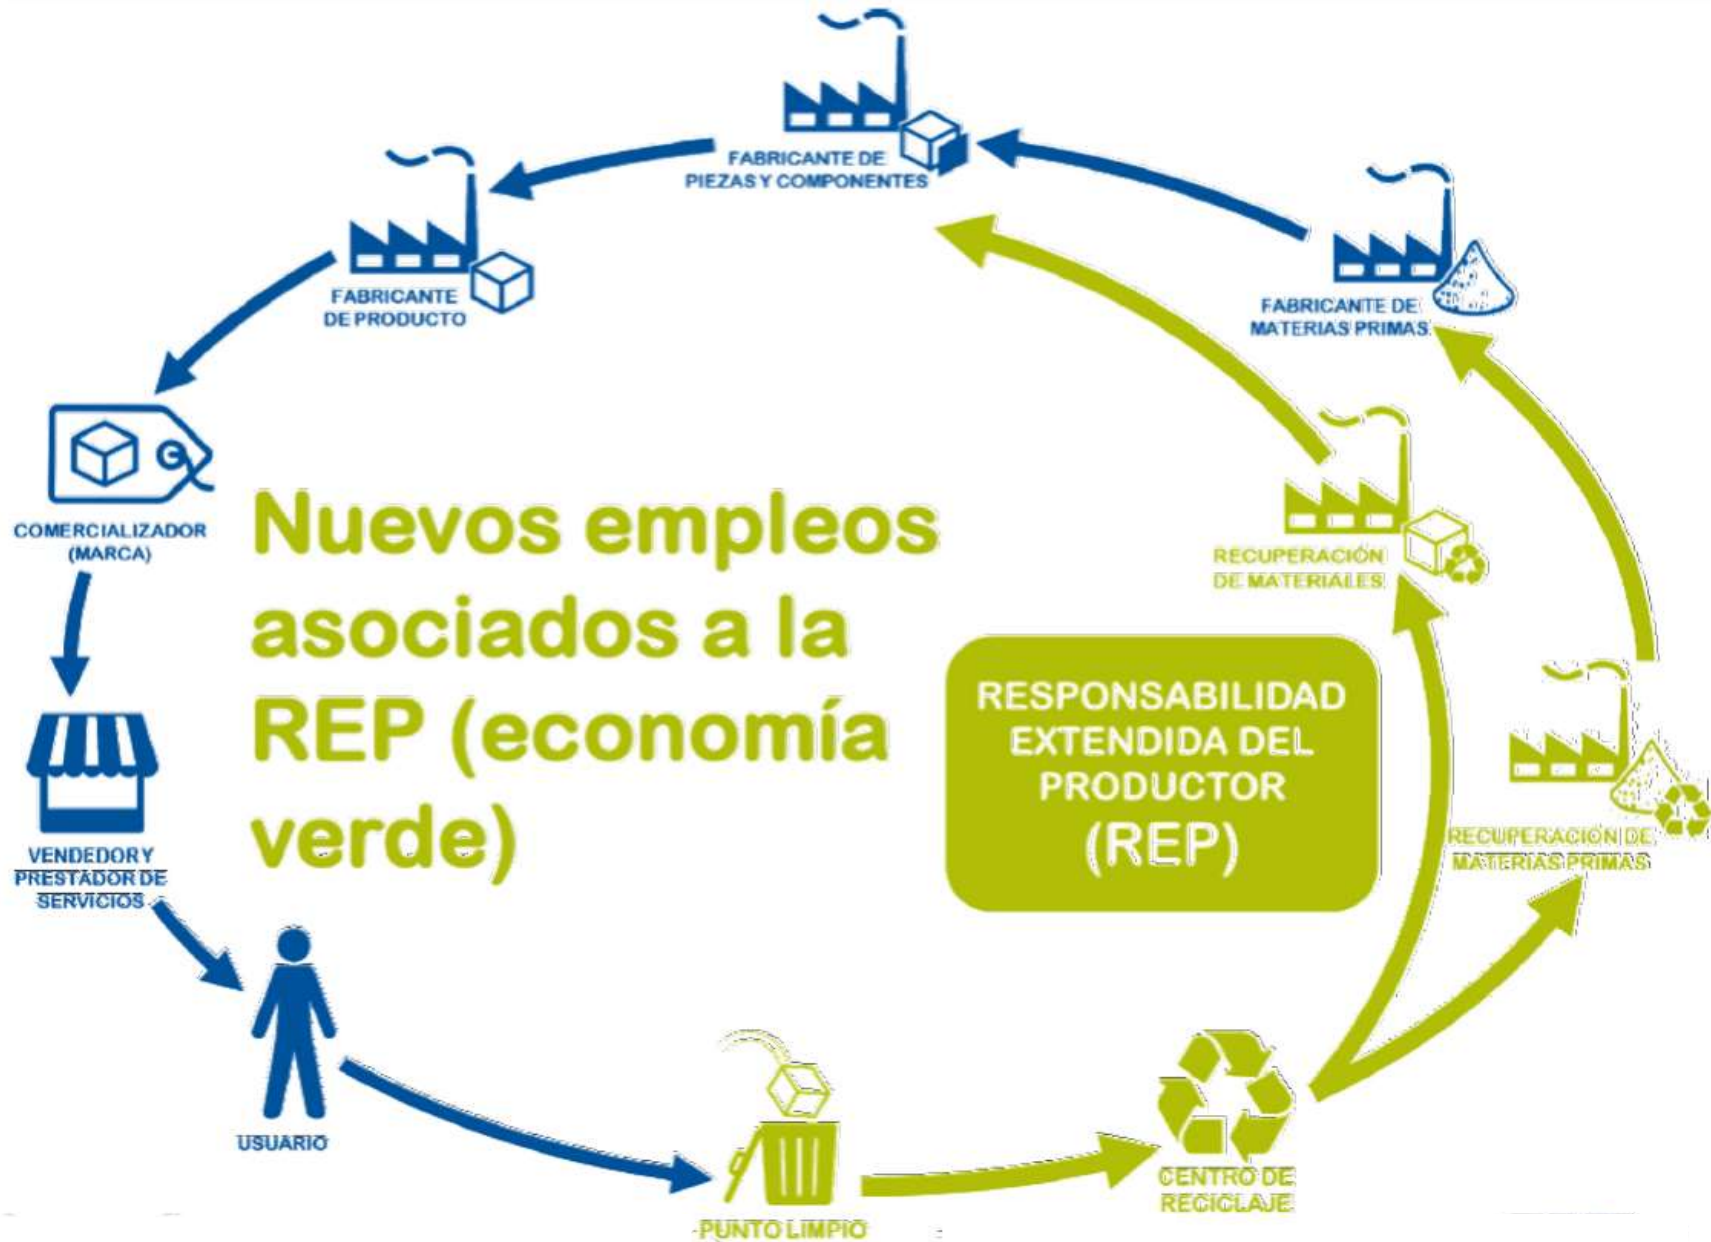 FABRICANTE DE
PIEZAS Y COMPONENTES
FABRICANTE
DE PRODUCTO
FABRICANTE DE
MATERIAS PRIMAS
COMERCIALIZADOR
(MARCA)
Nuevos empleos
asociados a la
REP (economía
verde)
RECUPERACIÓN
DE MATERIALES
RESPONSABILIDAD
EXTENDIDA DEL
PRODUCTOR
(REP)
VENDEDOR Y
PRESTADOR DE
SERVICIOS
RECUPERACIÓN DE
MATERIAS PRIMAS
USUARIO
CENTRO DE
RECICLAJE
PUNTO LIMPIO